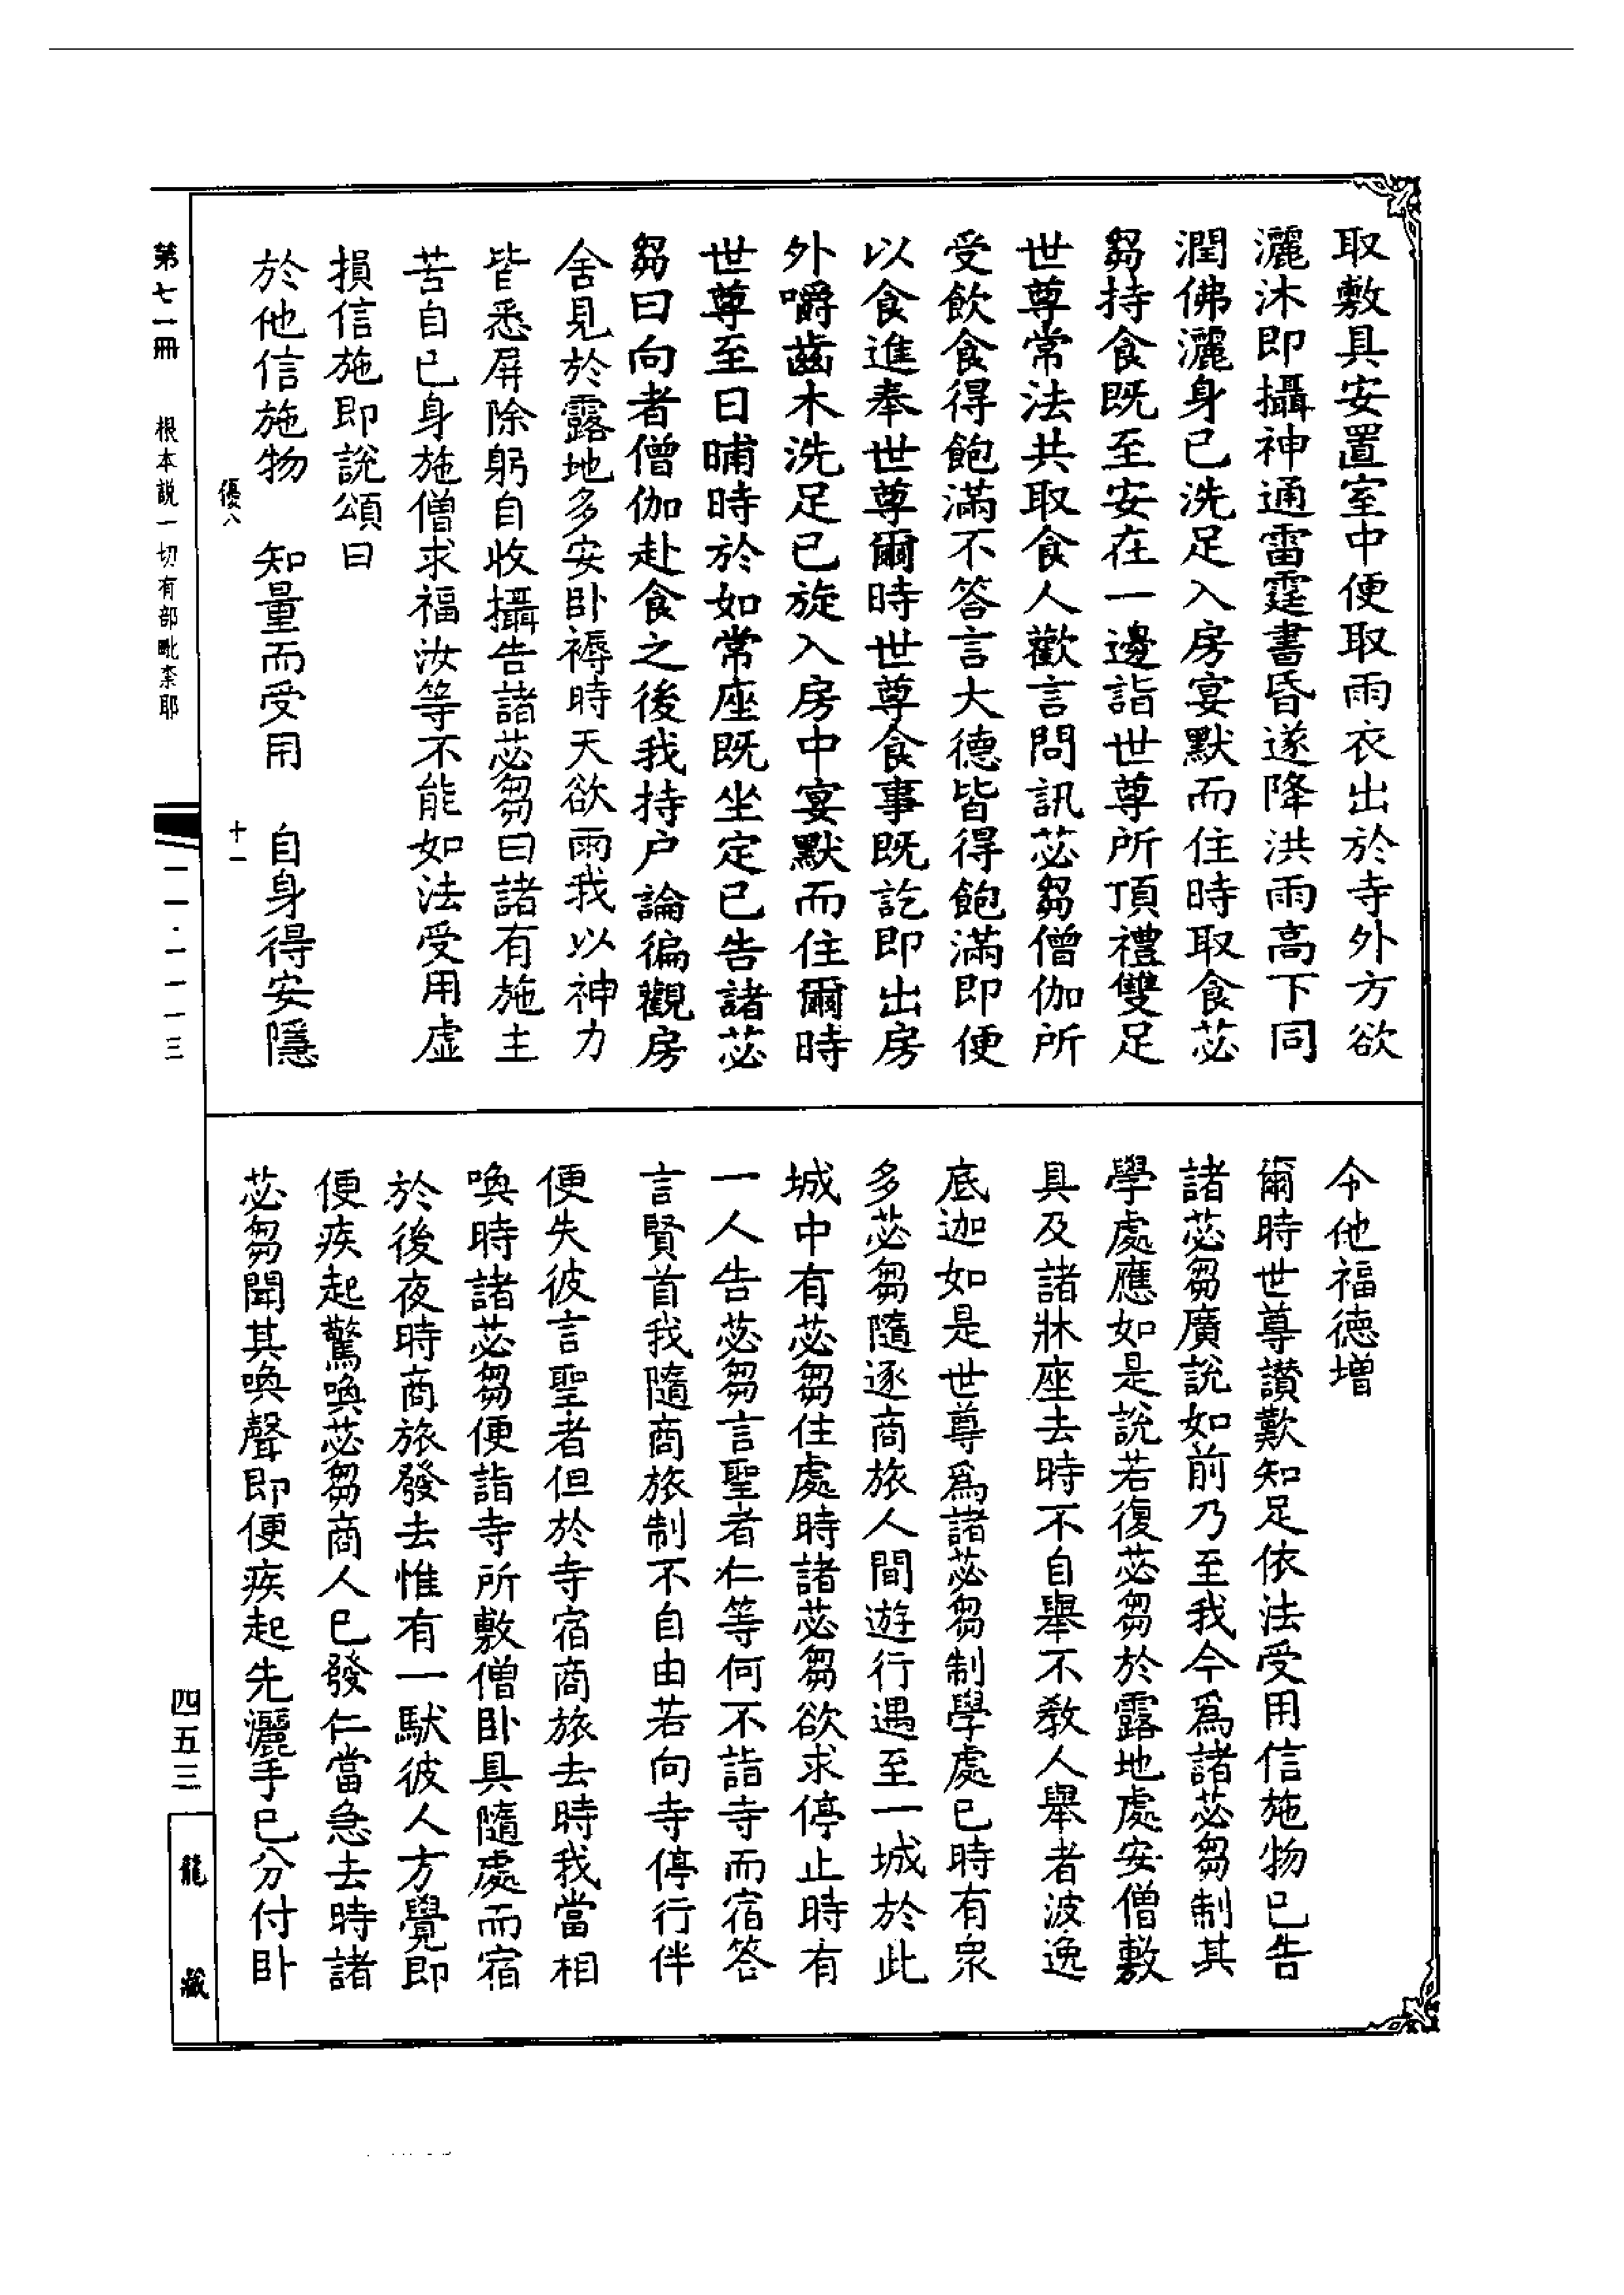 取敷具安置室中便取雨衣出於寺外方欲
灑沐即攝神通雷霆書昏遂降洪雨高下同
潤佛灑身已洗足入房宴默而住時取食苾
芻持食既至安在一邊詣世尊所頂禮雙足
世尊常法共取食人歡言問訊苾芻僧伽所
受飲食得飽滿不答言大德皆得飽滿即便
以食進奉世尊爾時世尊食事既訖即出房
外嚼齒木洗足已旋入房中宴默而住爾時
世尊至日晡時於如常座既坐定已告諸苾
芻曰向者僧伽赴食之後我持户論徧觀房
舍見於露地多安卧褥時天欲雨我以神力
皆悉屏除躬自收攝告諸苾芻曰諸有施主
苦自已身施僧求福汝等不能如法受用虛
損信施即說頌曰
於他信施物 知量而受用 自身得安隱
令他福德增
爾時世尊讚歎知足依法受用信施物已告
諸苾芻廣說如前乃至我今爲諸苾芻制其
學處應如是說若復苾芻於露地處安僧敷
具及諸牀座去時不自舉不教人舉者波逸
底迦如是世尊爲諸苾芻制學處已時有衆
多苾芻隨逐商旅人間遊行遇至一城於此
城中有苾芻住處時諸苾芻欲求停止時有
一人告苾芻言聖者仁等何不詣寺而宿答
言賢首我隨商旅制不自由若向寺停行伴
便失彼言聖者但於寺宿商旅去時我當相
喚時諸苾芻便詣寺所敷僧卧具隨處而宿
於後夜時商旅發去惟有一馱彼人方覺即
便疾起驚喚苾芻商人已發仁當急去時諸
苾芻聞其喚聲即便疾起先灑手已分付卧
優八 十一
第七一冊 根本説一切有部毗柰耶 一一·一一一三
四五三
龍藏